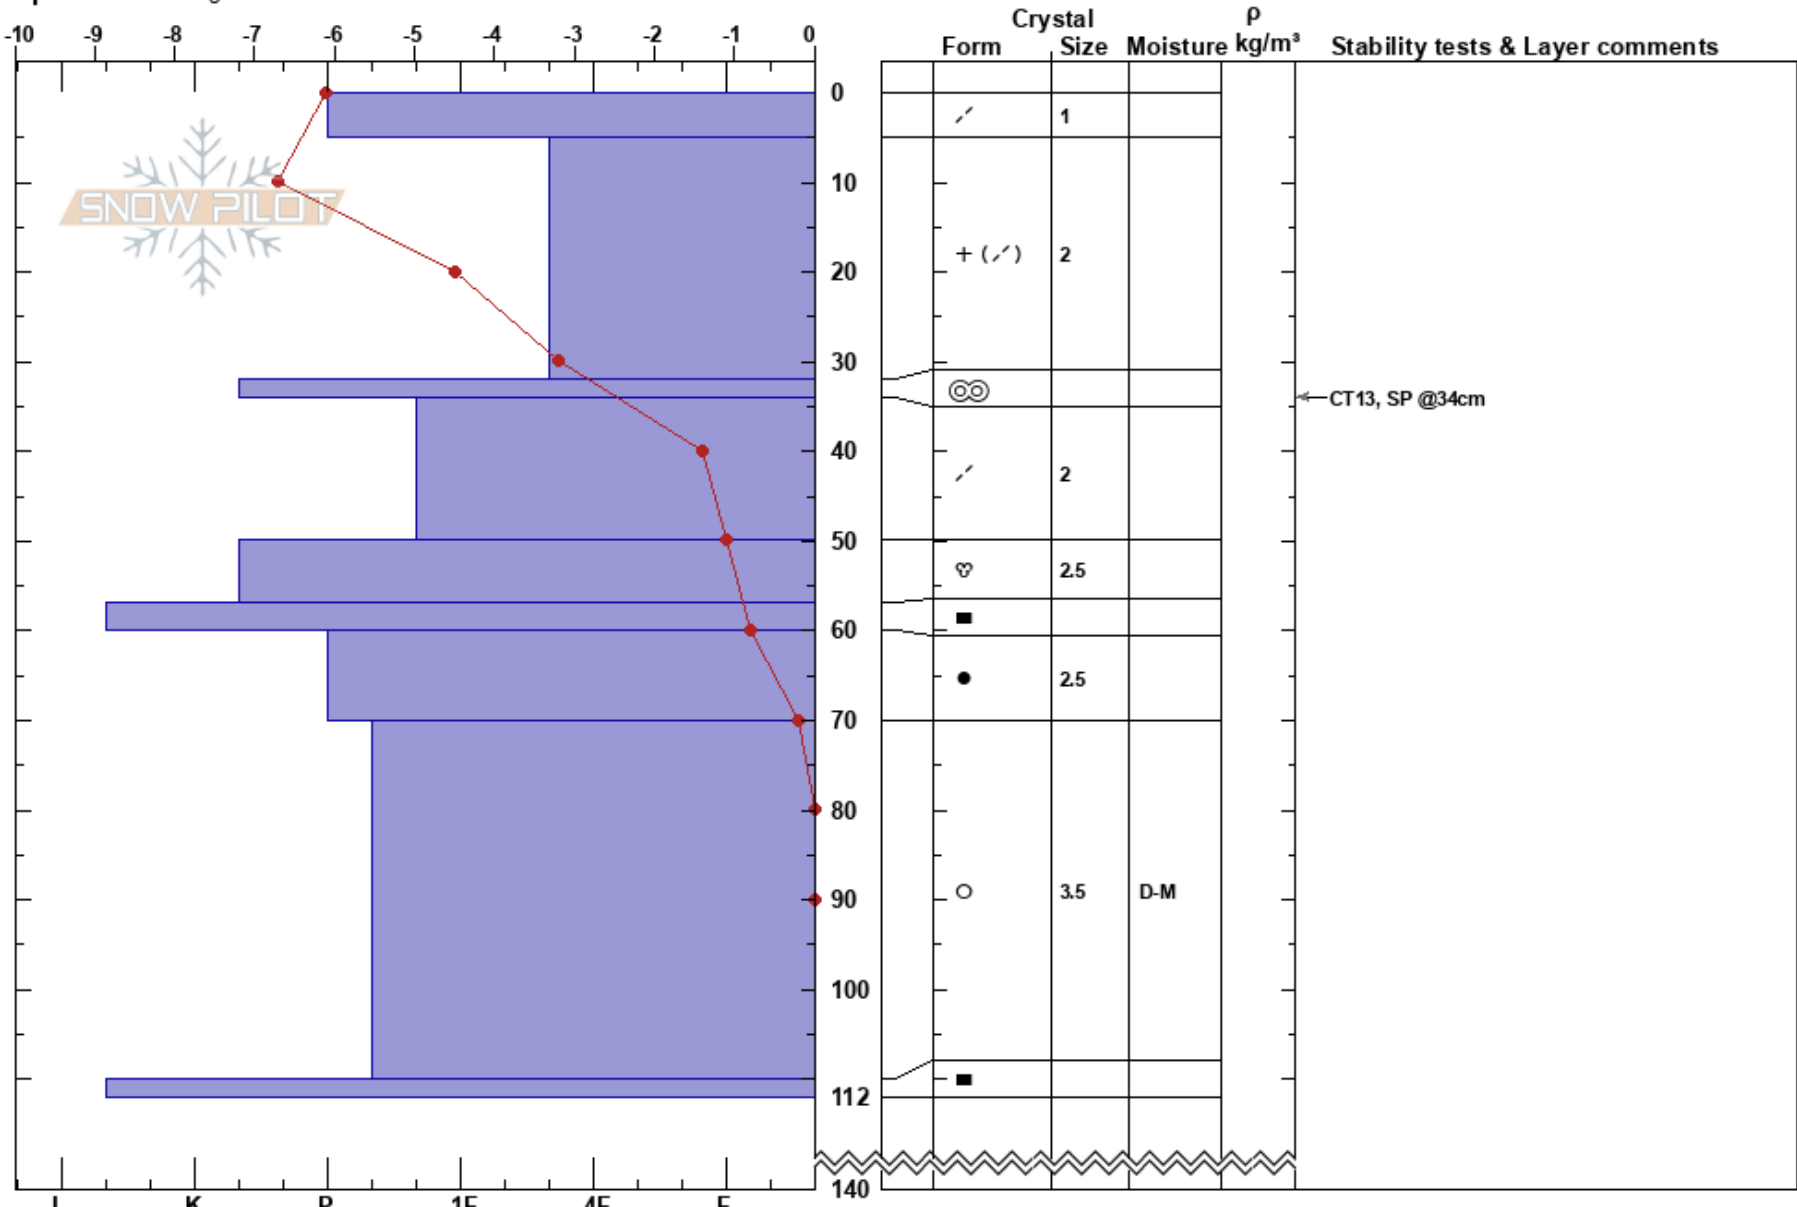 Crystal ρ
-10 -9 -8 -7 -6 -5 -4 -3 -2 -1 0
Form Size Moisture kg/m³ Stability tests & Layer comments
0
1
10
+ (⟋) 2
20
30
CT13, SP @34cm
40
2
50
2.5
60
2.5
70
80
3.5 D-M
90
100
112
140
SNOW PILOT